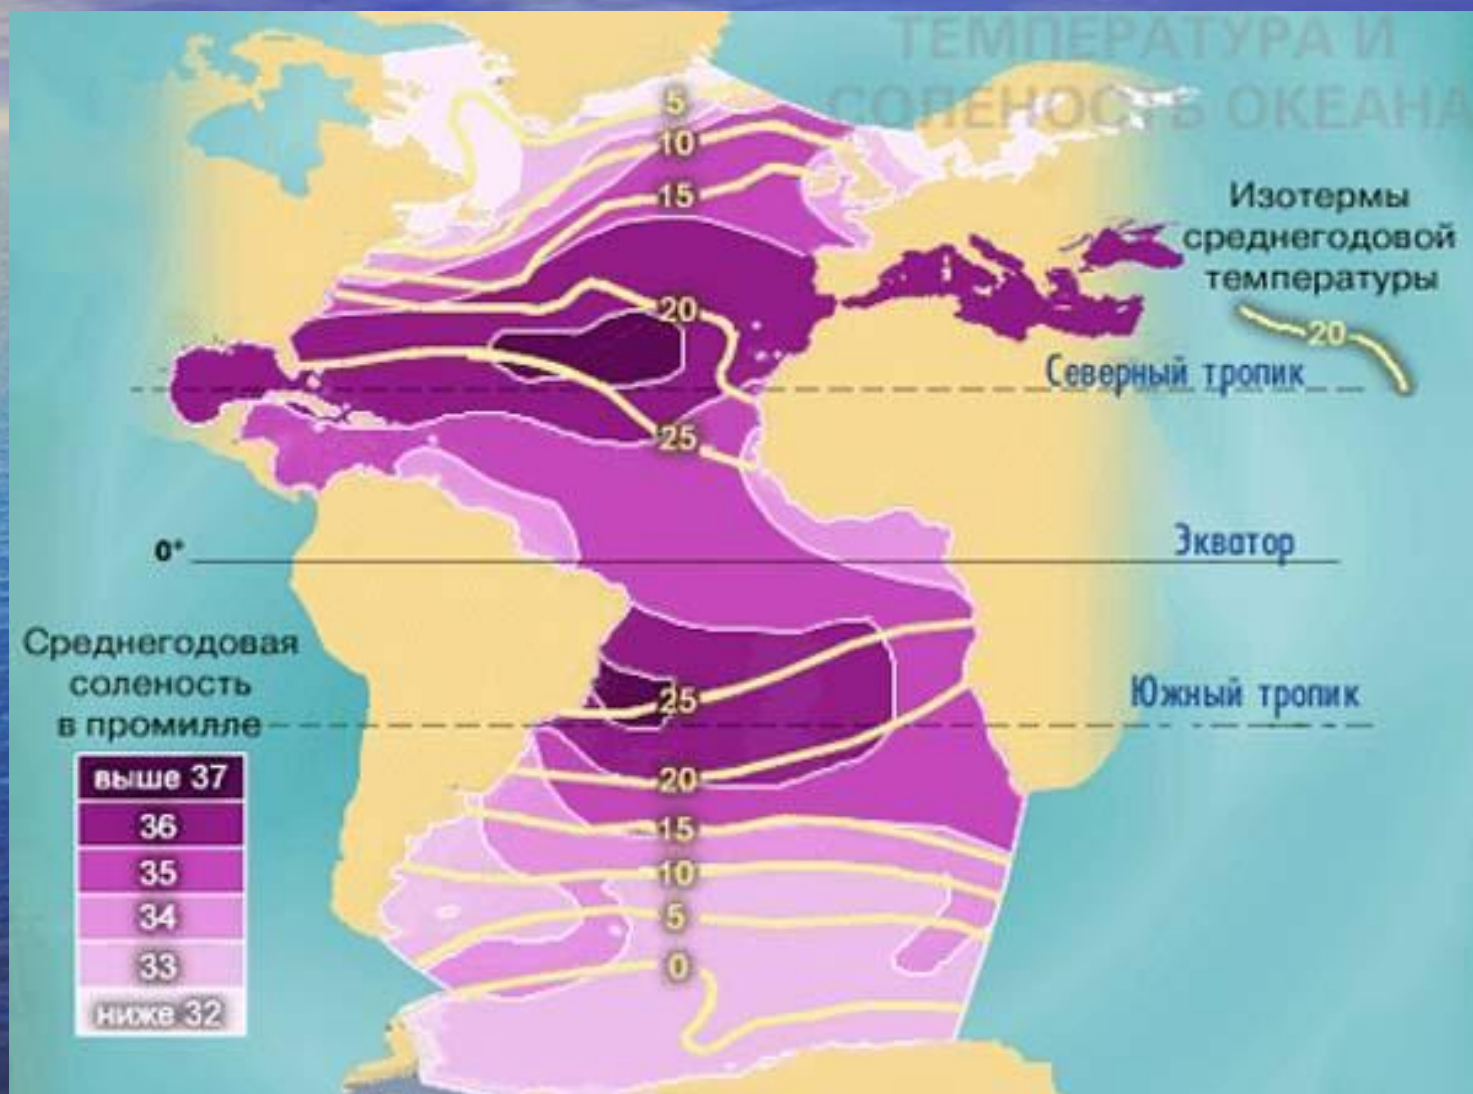 ТЕМПЕРАТУРА И
СОЛЕНОСТЬ ОКЕАНА
5
10
15
Изотермы
среднегодовой
температуры
20
20
Северный тропик
25
0°
Экватор
Среднегодовая
соленость
в промилле
Южный тропик
25
20
15
10
5
0
выше 37
36
35
34
33
ниже 32